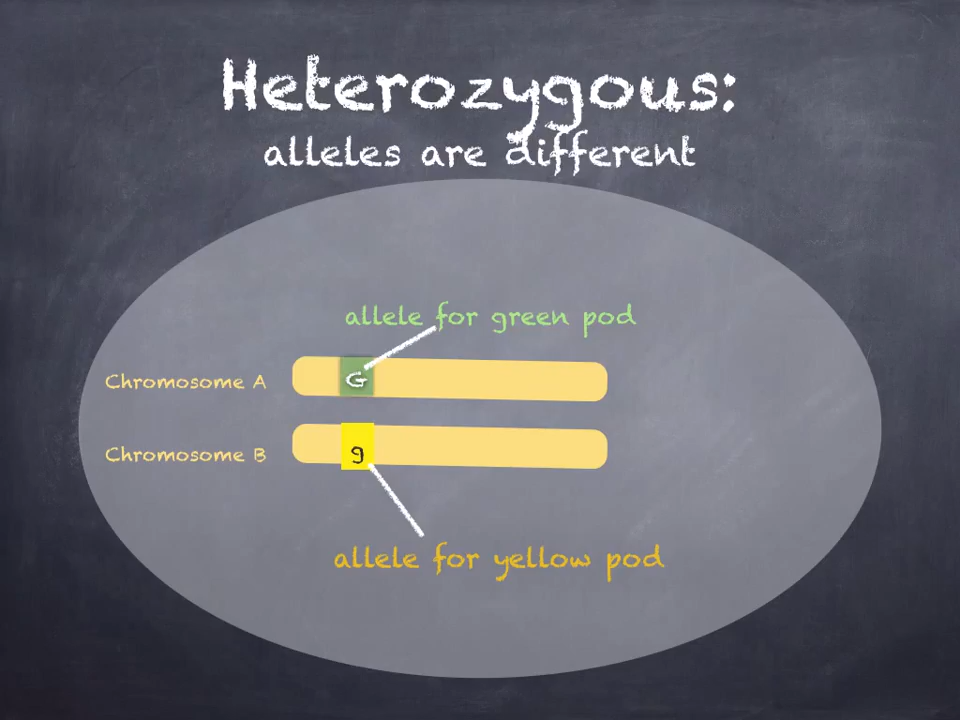 Heterozygous:
alleles are different
allele for green pod
Chromosome A
G
Chromosome B
g
allele for yellow pod